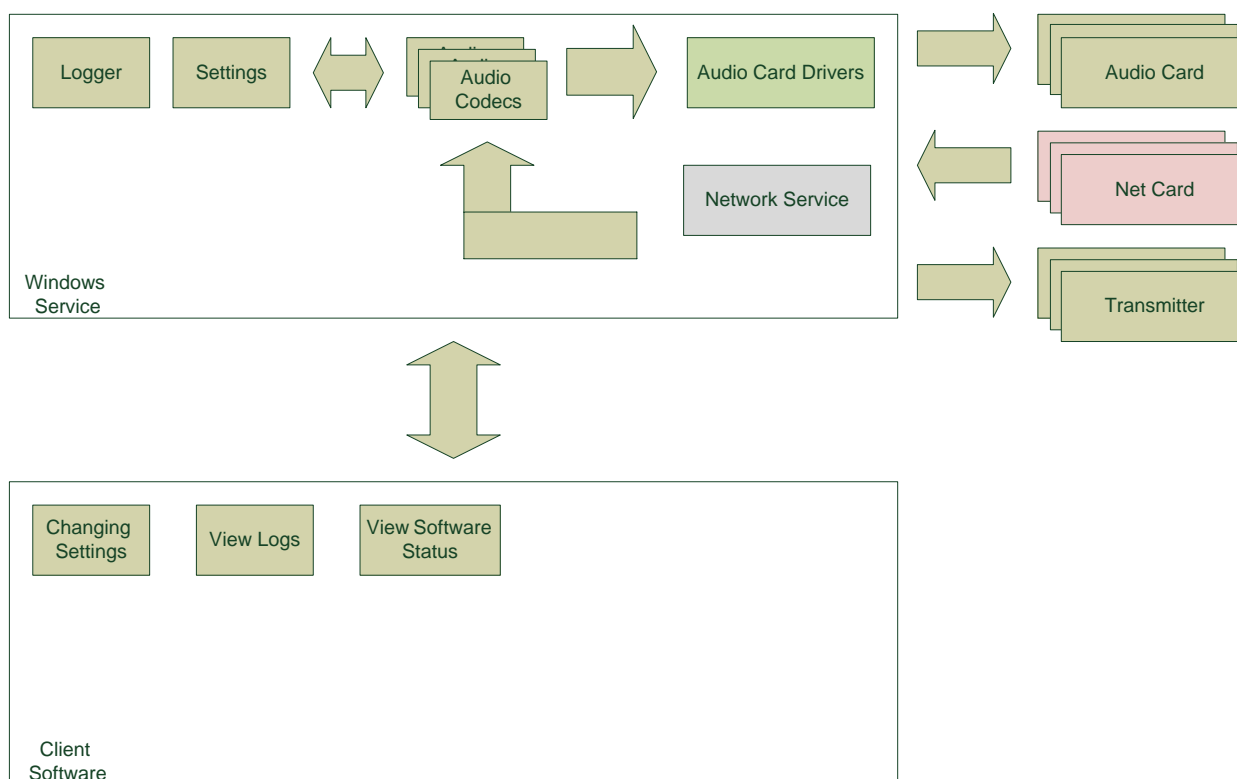 Logger
Settings
Audio
Codecs
Audio Card Drivers
Audio Card
Network Service
Net Card
Windows
Service
Transmitter
Changing
Settings
View Logs
View Software
Status
Client
Software